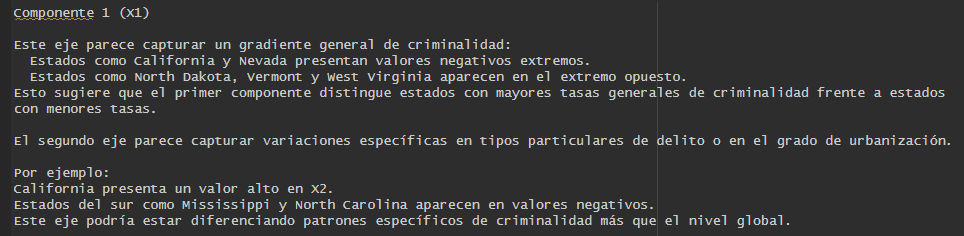 Componente 1 (X1)
Este eje parece capturar un gradiente general de criminalidad:
Estados como California y Nevada presentan valores negativos extremos.
Estados como North Dakota, Vermont y West Virginia aparecen en el extremo opuesto.
Esto sugiere que el primer componente distingue estados con mayores tasas generales de criminalidad frente a estados
con menores tasas.
El segundo eje parece capturar variaciones específicas en tipos particulares de delito o en el grado de urbanización.
Por ejemplo:
California presenta un valor alto en X2.
Estados del sur como Mississippi y North Carolina aparecen en valores negativos.
Este eje podría estar diferenciando patrones específicos de criminalidad más que el nivel global.